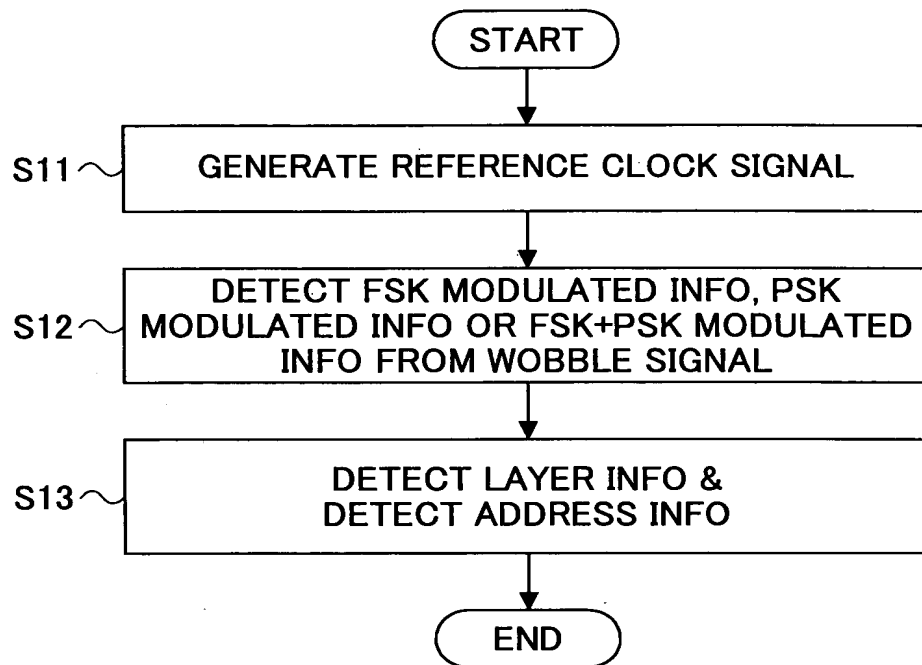 START
S11
GENERATE REFERENCE CLOCK SIGNAL
S12
DETECT FSK MODULATED INFO, PSK
MODULATED INFO OR FSK+PSK MODULATED
INFO FROM WOBBLE SIGNAL
S13
DETECT LAYER INFO &
DETECT ADDRESS INFO
END